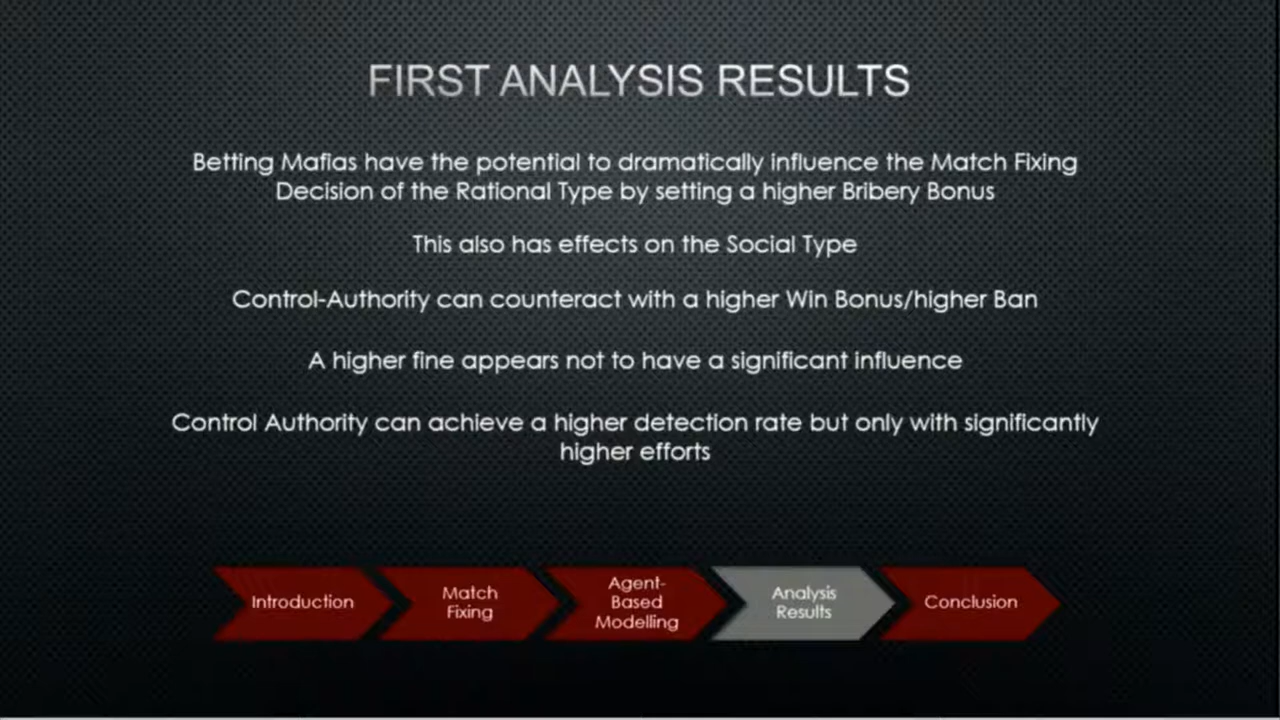 FIRST ANALYSIS RESULTS
Betting Mafias have the potential to dramatically influence the Match Fixing
Decision of the Rational Type by setting a higher Bribery Bonus
This also has effects on the Social Type
Control-Authority can counteract with a higher Win Bonus/higher Ban
A higher fine appears not to have a significant influence
Control Authority can achieve a higher detection rate but only with significantly
higher efforts
Introduction
Match
Fixing
Agent-
Based
Modelling
Analysis
Results
Conclusion